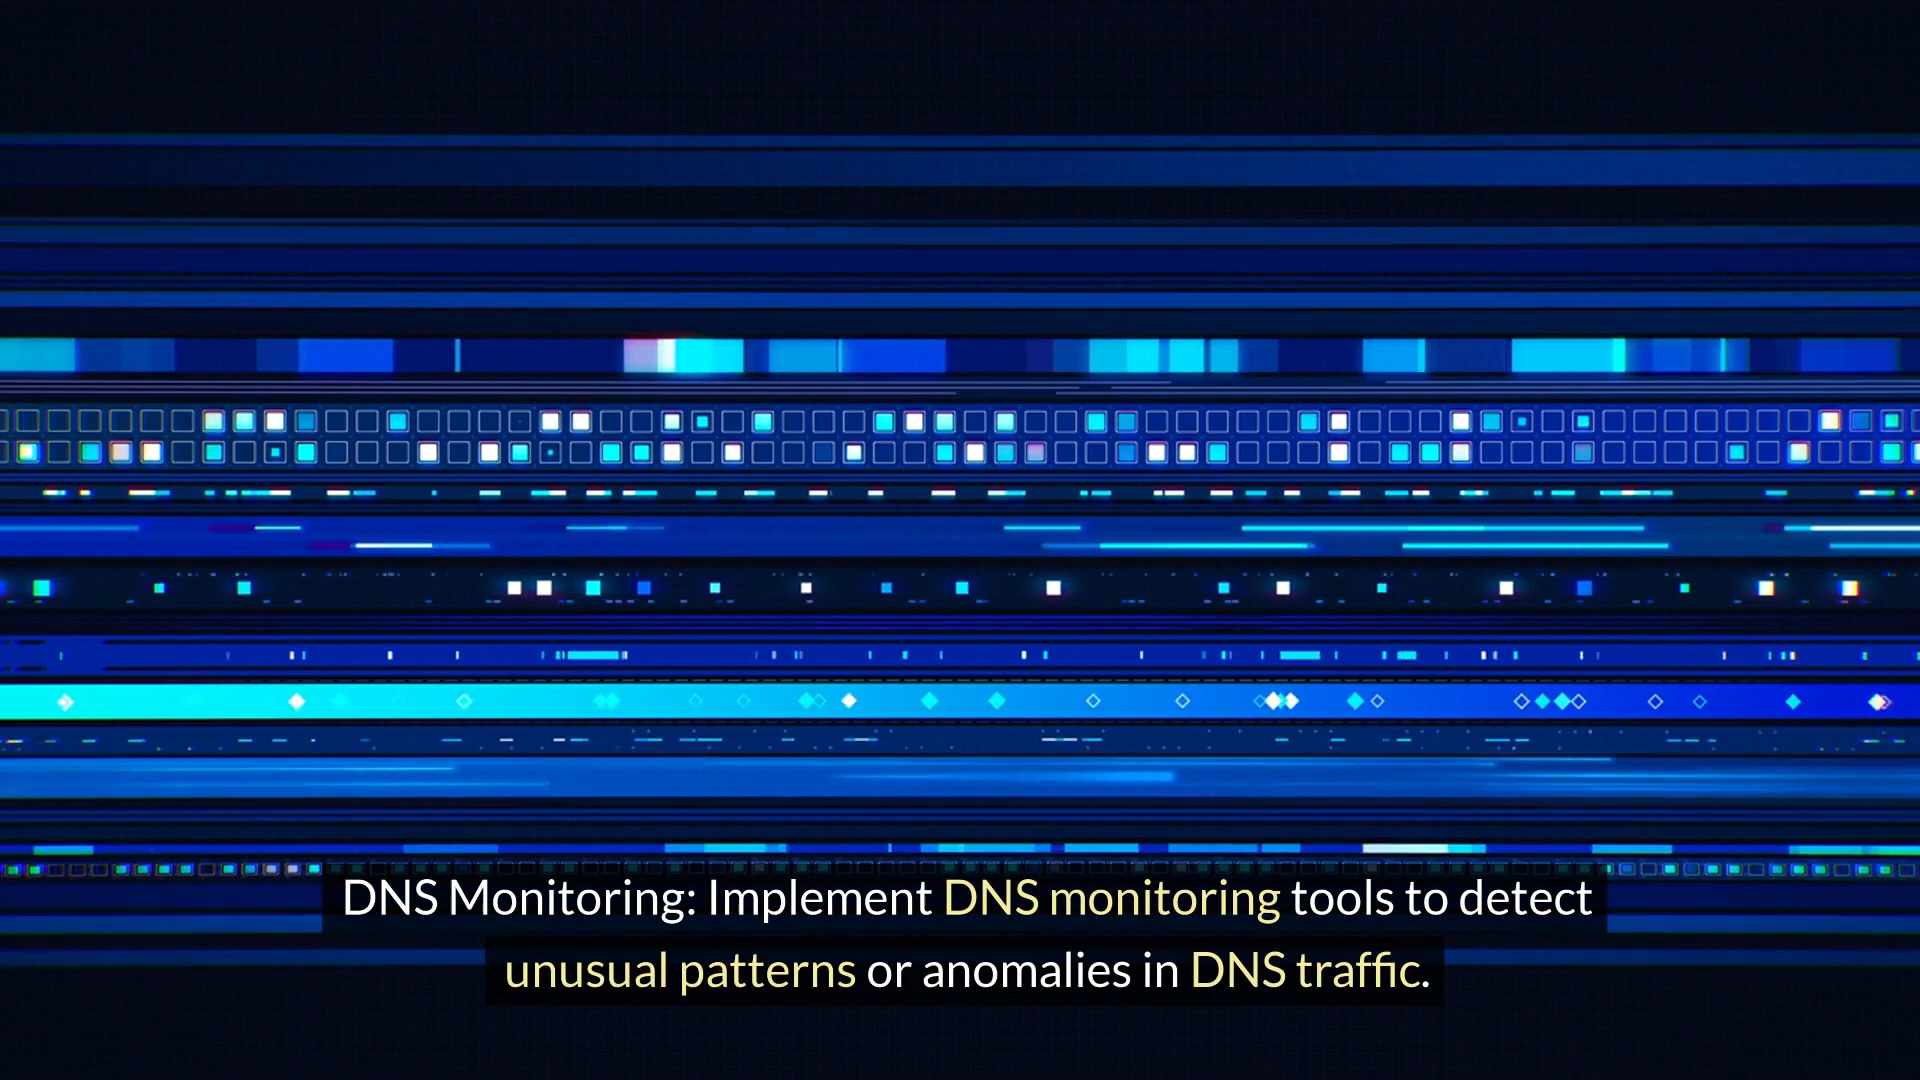 DNS Monitoring: Implement DNS monitoring tools to detect
unusual patterns or anomalies in DNS traffic.